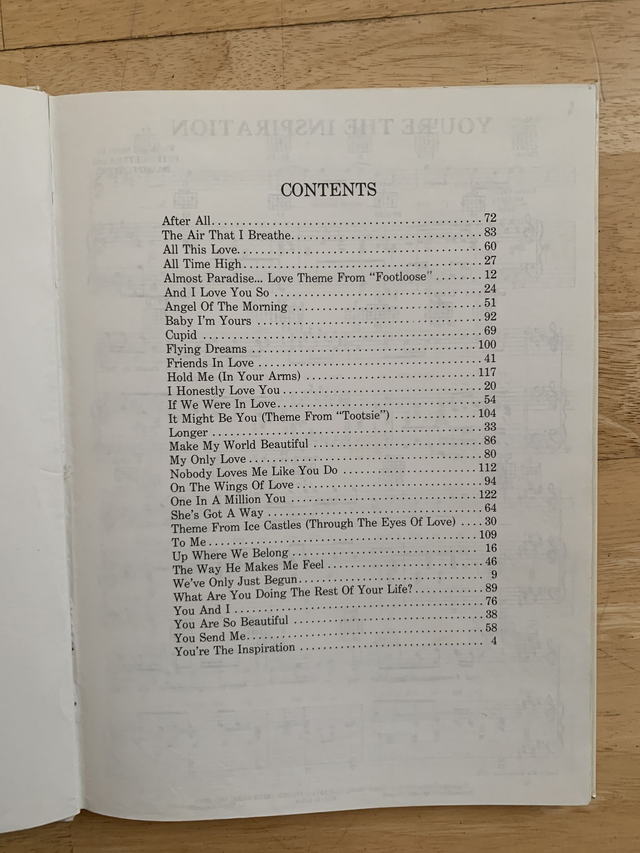 YOU'RE THE INSPIRATION
CONTENTS
After All 72
The Air That I Breathe 83
All This Love 60
All Time High 27
Almost Paradise... Love Theme From “Footloose” 12
And I Love You So 24
Angel Of The Morning 51
Baby I'm Yours 92
Cupid 69
Flying Dreams 100
Friends In Love 41
Hold Me (In Your Arms) 117
I Honestly Love You 20
If We Were In Love 54
It Might Be You (Theme From “Tootsie”) 104
Longer 33
Make My World Beautiful 86
My Only Love 80
Nobody Loves Me Like You Do 112
On The Wings Of Love 94
One In A Million You 122
She's Got A Way 64
Theme From Ice Castles (Through The Eyes Of Love) 30
To Me 109
Up Where We Belong 16
The Way He Makes Me Feel 46
We've Only Just Begun 9
What Are You Doing The Rest Of Your Life? 89
You And I 76
You Are So Beautiful 38
You Send Me 58
You're The Inspiration 4